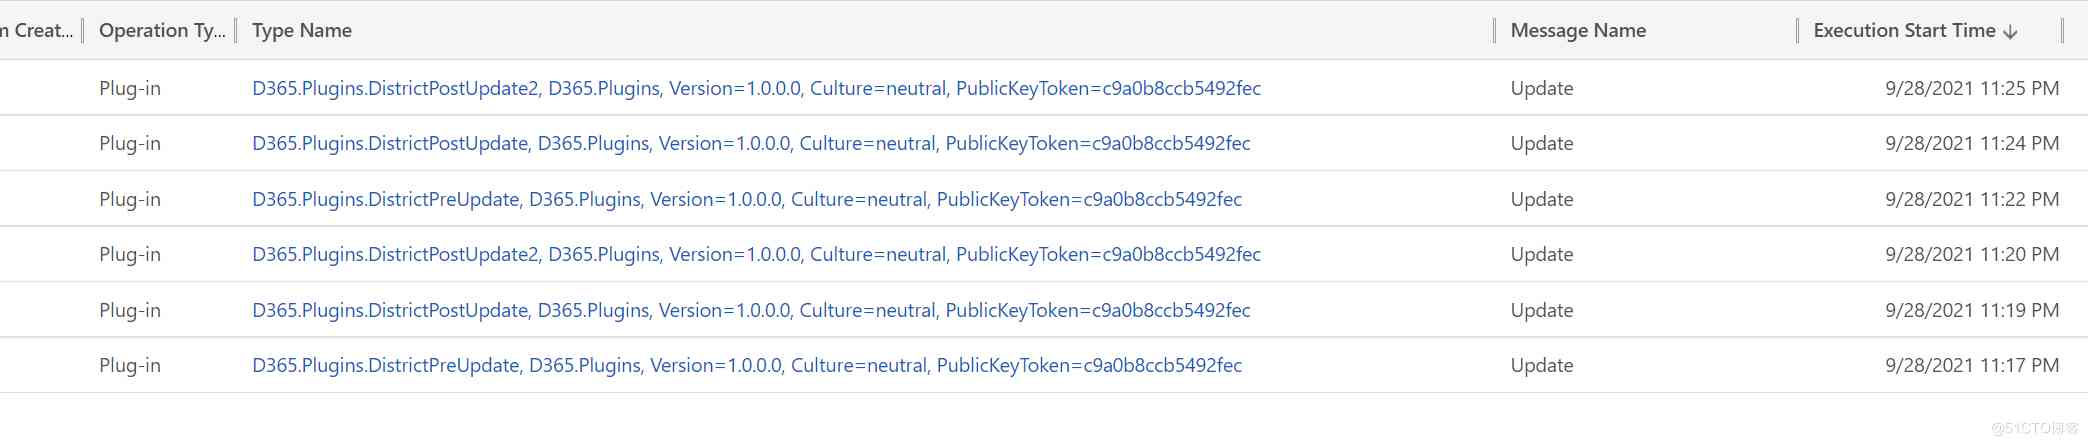 m Creat... Operation Ty... Type Name Message Name Execution Start Time ↓
Plug-in D365.Plugins.DistrictPostUpdate2, D365.Plugins, Version=1.0.0.0, Culture=neutral, PublicKeyToken=c9a0b8ccb5492fec Update 9/28/2021 11:25 PM
Plug-in D365.Plugins.DistrictPostUpdate, D365.Plugins, Version=1.0.0.0, Culture=neutral, PublicKeyToken=c9a0b8ccb5492fec Update 9/28/2021 11:24 PM
Plug-in D365.Plugins.DistrictPreUpdate, D365.Plugins, Version=1.0.0.0, Culture=neutral, PublicKeyToken=c9a0b8ccb5492fec Update 9/28/2021 11:22 PM
Plug-in D365.Plugins.DistrictPostUpdate2, D365.Plugins, Version=1.0.0.0, Culture=neutral, PublicKeyToken=c9a0b8ccb5492fec Update 9/28/2021 11:20 PM
Plug-in D365.Plugins.DistrictPostUpdate, D365.Plugins, Version=1.0.0.0, Culture=neutral, PublicKeyToken=c9a0b8ccb5492fec Update 9/28/2021 11:19 PM
Plug-in D365.Plugins.DistrictPreUpdate, D365.Plugins, Version=1.0.0.0, Culture=neutral, PublicKeyToken=c9a0b8ccb5492fec Update 9/28/2021 11:17 PM
@51CTO博客